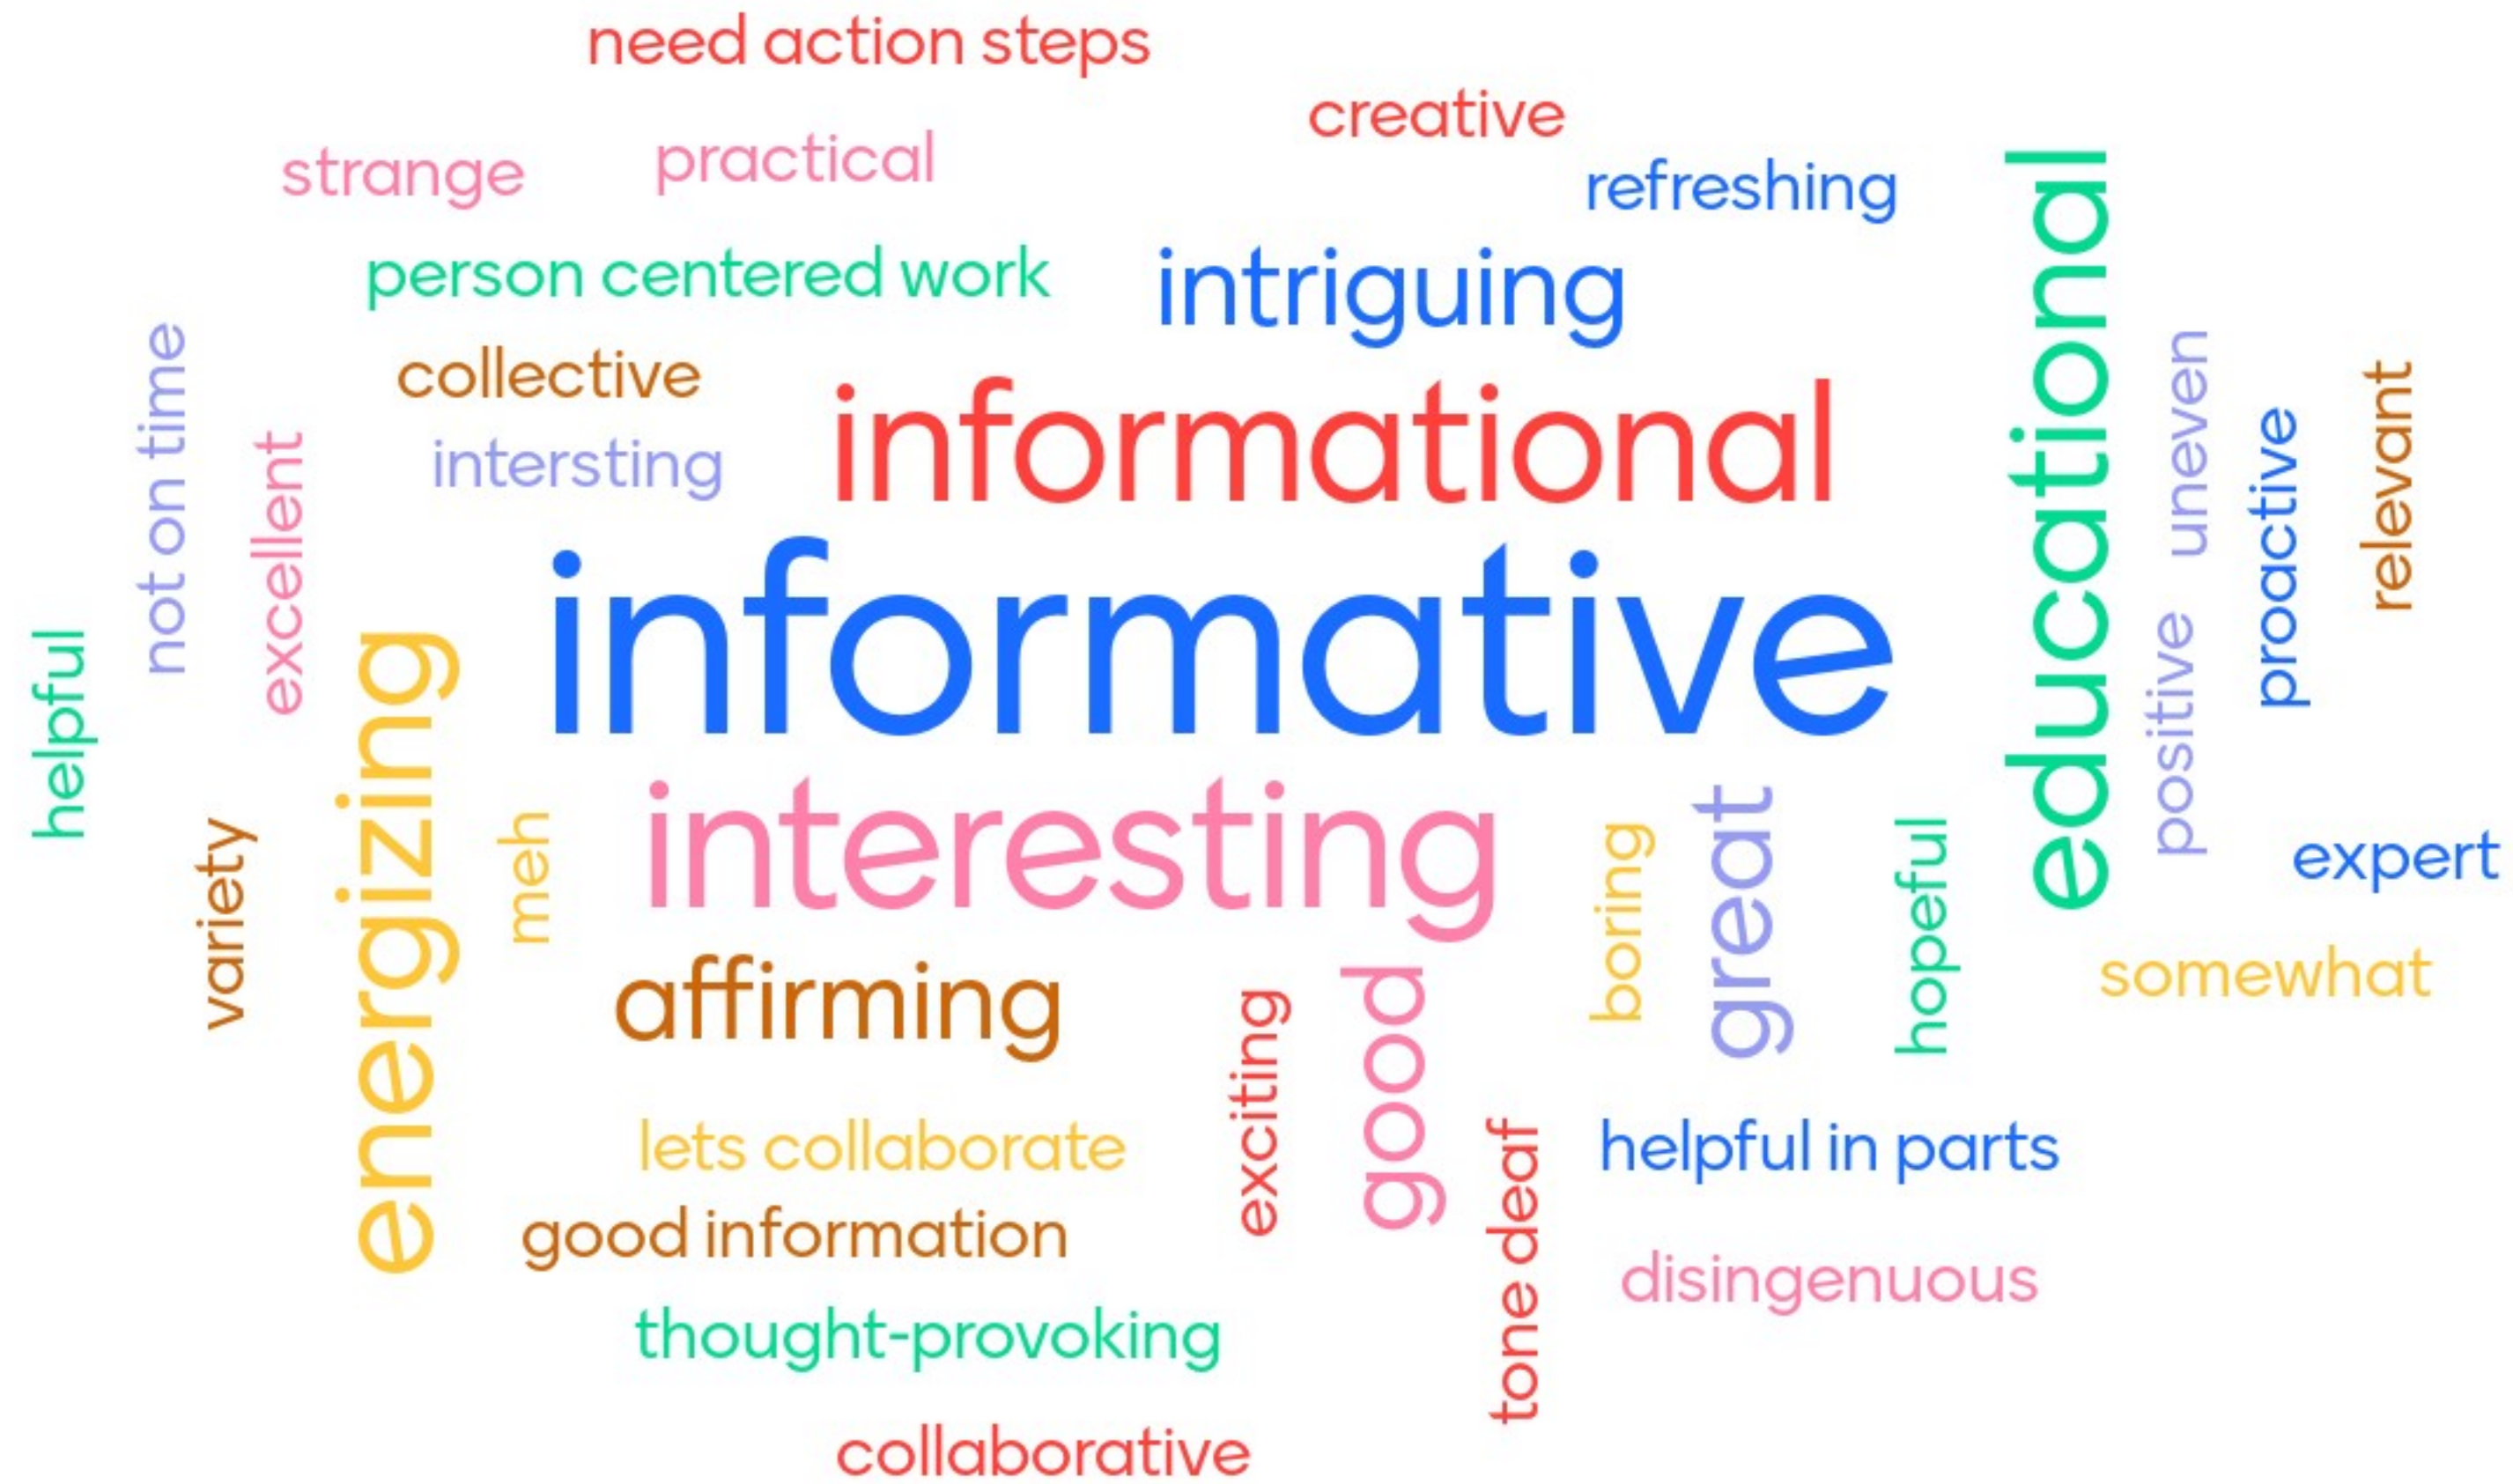 need action steps
creative
strange
practical
refreshing
person centered work
intriguing
educational
not on time
collective
informational
uneven
relevant
excellent
intersting
proactive
informative
helpful
energizing
positive
interesting
variety
meh
boring
great
hopeful
expert
affirming
good
somewhat
exciting
lets collaborate
tone deaf
helpful in parts
good information
disingenuous
thought-provoking
collaborative